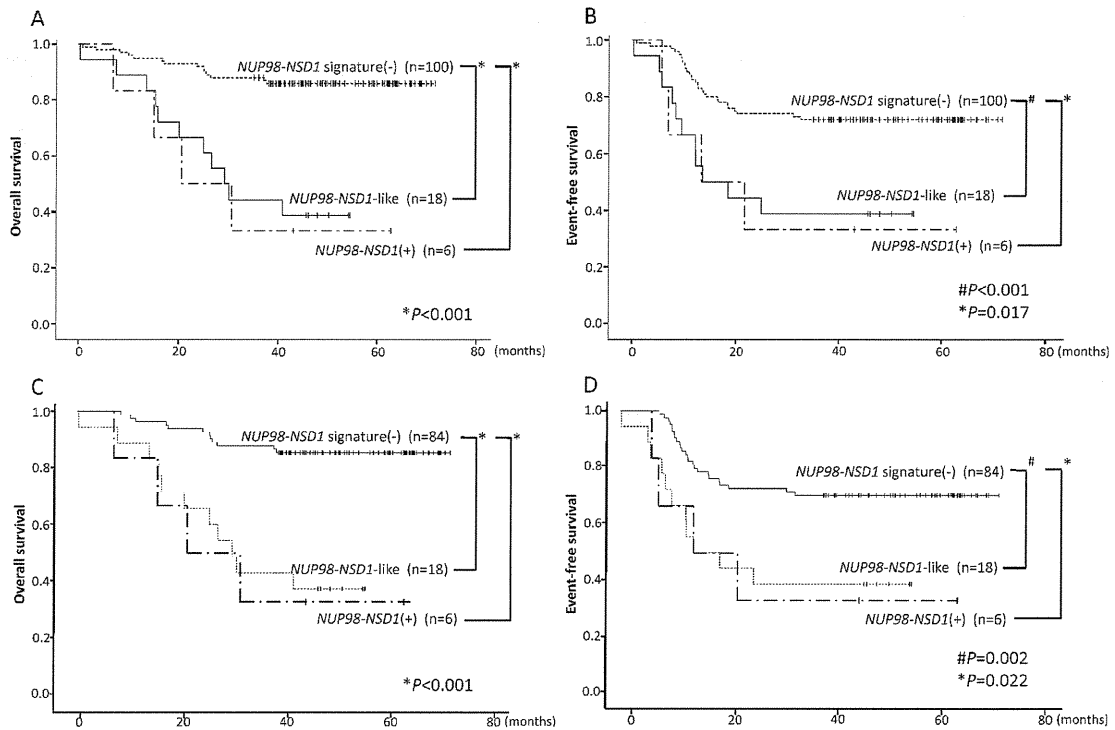 A
Overall survival
1.0
0.8
0.6
0.4
0.2
0.0
NUP98-NSD1 signature(-) (n=100)
* *
NUP98-NSD1-like (n=18)
NUP98-NSD1(+) (n=6)
*P<0.001
0 20 40 60 80 (months)
B
Event-free survival
1.0
0.8
0.6
0.4
0.2
0.0
NUP98-NSD1 signature(-) (n=100)
# *
NUP98-NSD1-like (n=18)
NUP98-NSD1(+) (n=6)
#P<0.001
*P=0.017
0 20 40 60 80 (months)
C
Overall survival
1.0
0.8
0.6
0.4
0.2
0.0
NUP98-NSD1 signature(-) (n=84)
* *
NUP98-NSD1-like (n=18)
NUP98-NSD1(+) (n=6)
*P<0.001
0 20 40 60 80 (months)
D
Event-free survival
1.0
0.8
0.6
0.4
0.2
0.0
NUP98-NSD1 signature(-) (n=84)
# *
NUP98-NSD1-like (n=18)
NUP98-NSD1(+) (n=6)
#P=0.002
*P=0.022
0 20 40 60 80 (months)